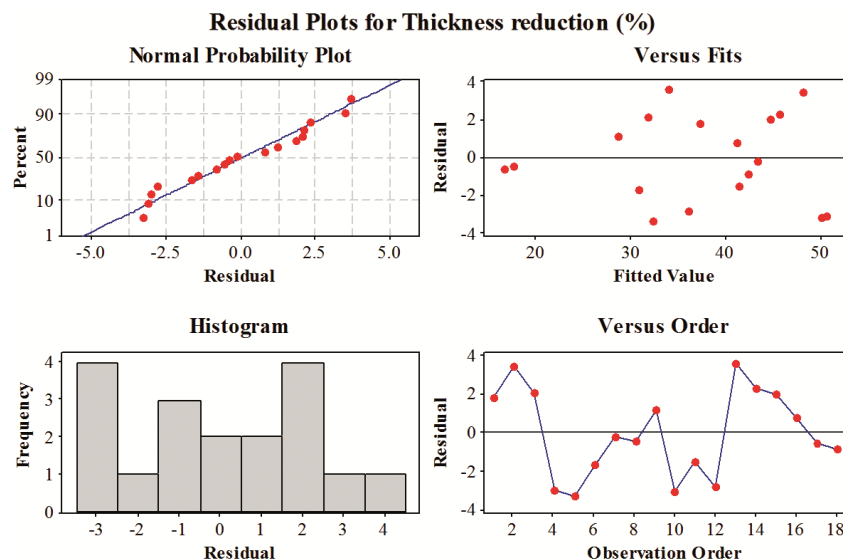 Residual Plots for Thickness reduction (%)
Normal Probability Plot
99
90
50
10
1
Percent
-5.0 -2.5 0.0 2.5 5.0
Residual
Versus Fits
4
2
0
-2
-4
Residual
20 30 40 50
Fitted Value
Histogram
4
3
2
1
0
Frequency
-3 -2 -1 0 1 2 3 4
Residual
Versus Order
4
2
0
-2
-4
Residual
2 4 6 8 10 12 14 16 18
Observation Order